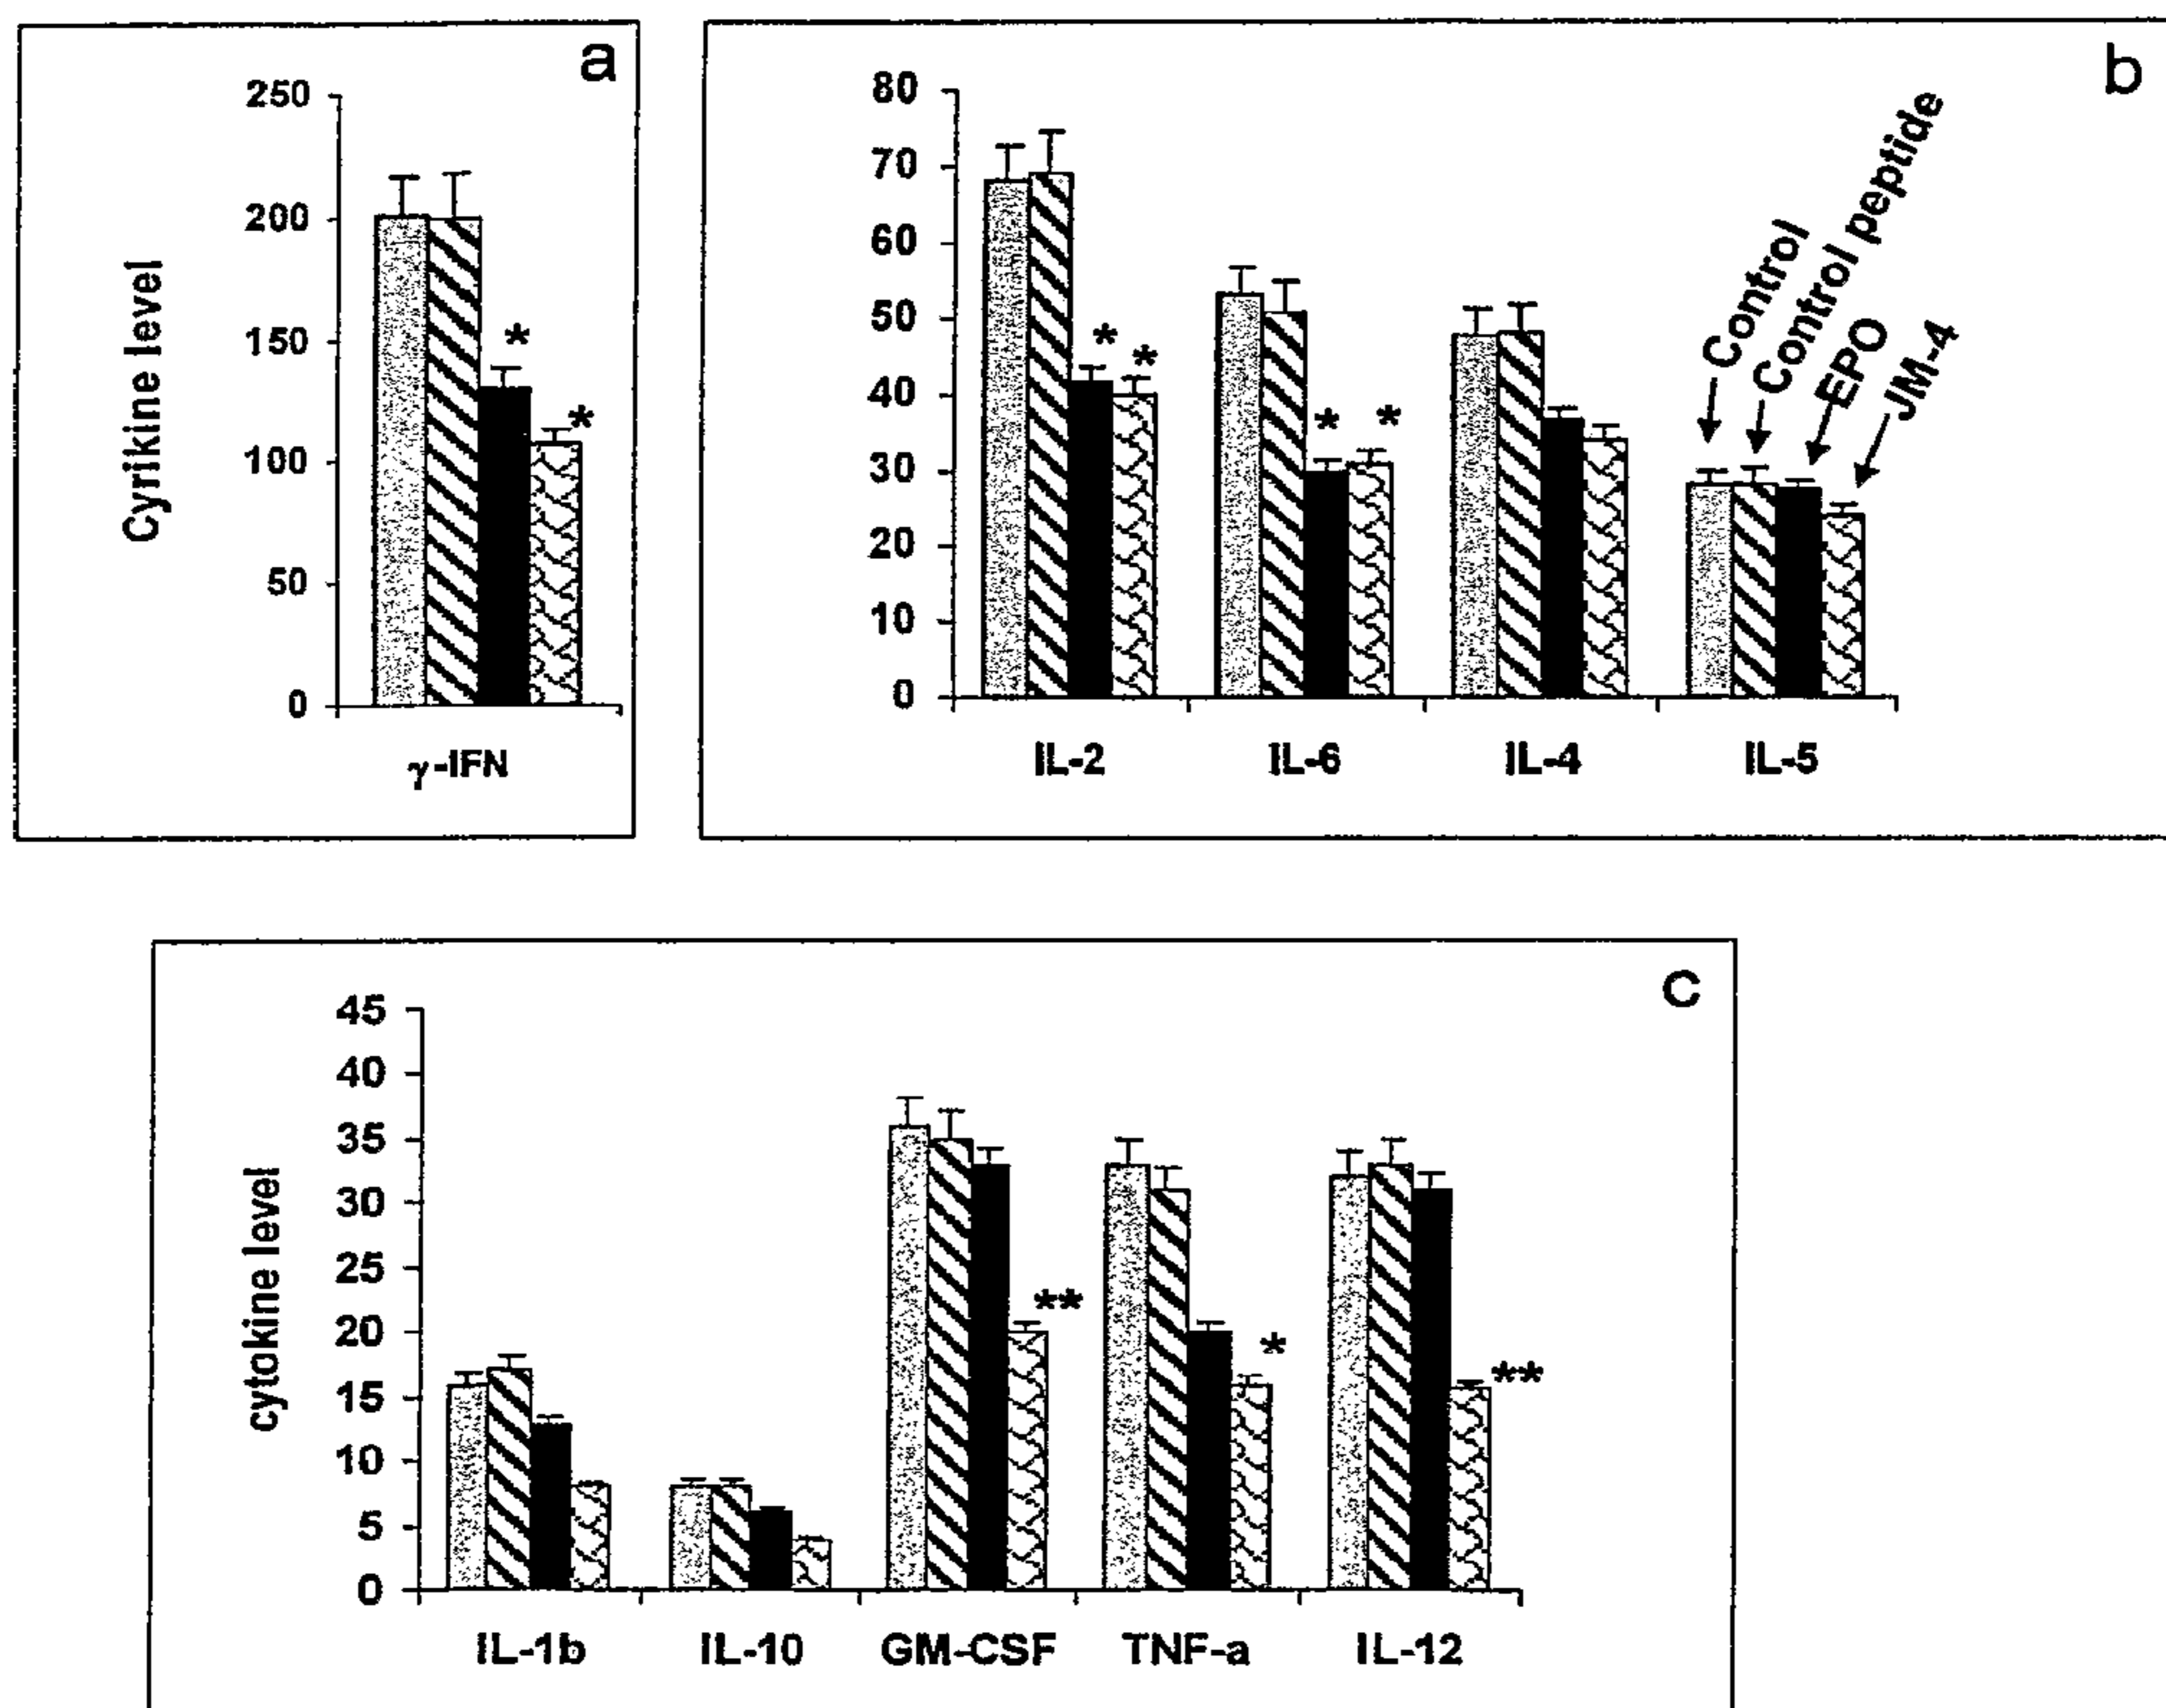 a
250
200
150
100
50
0
Cyrikine level
*
*
γ-IFN
b
80
70
60
50
40
30
20
10
0
*
*
*
*
Control
Control peptide
EPO
JM-4
IL-2 IL-6 IL-4 IL-5
c
45
40
35
30
25
20
15
10
5
0
cytokine level
**
*
**
IL-1b IL-10 GM-CSF TNF-a IL-12